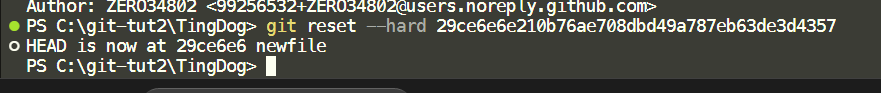 Author: ZERO34802 <99256532+ZERO34802@users.noreply.github.com>
PS C:\git-tut2\TingDog> git reset --hard 29ce6e6e210b76ae708dbd49a787eb63de3d4357
HEAD is now at 29ce6e6 newfile
PS C:\git-tut2\TingDog>